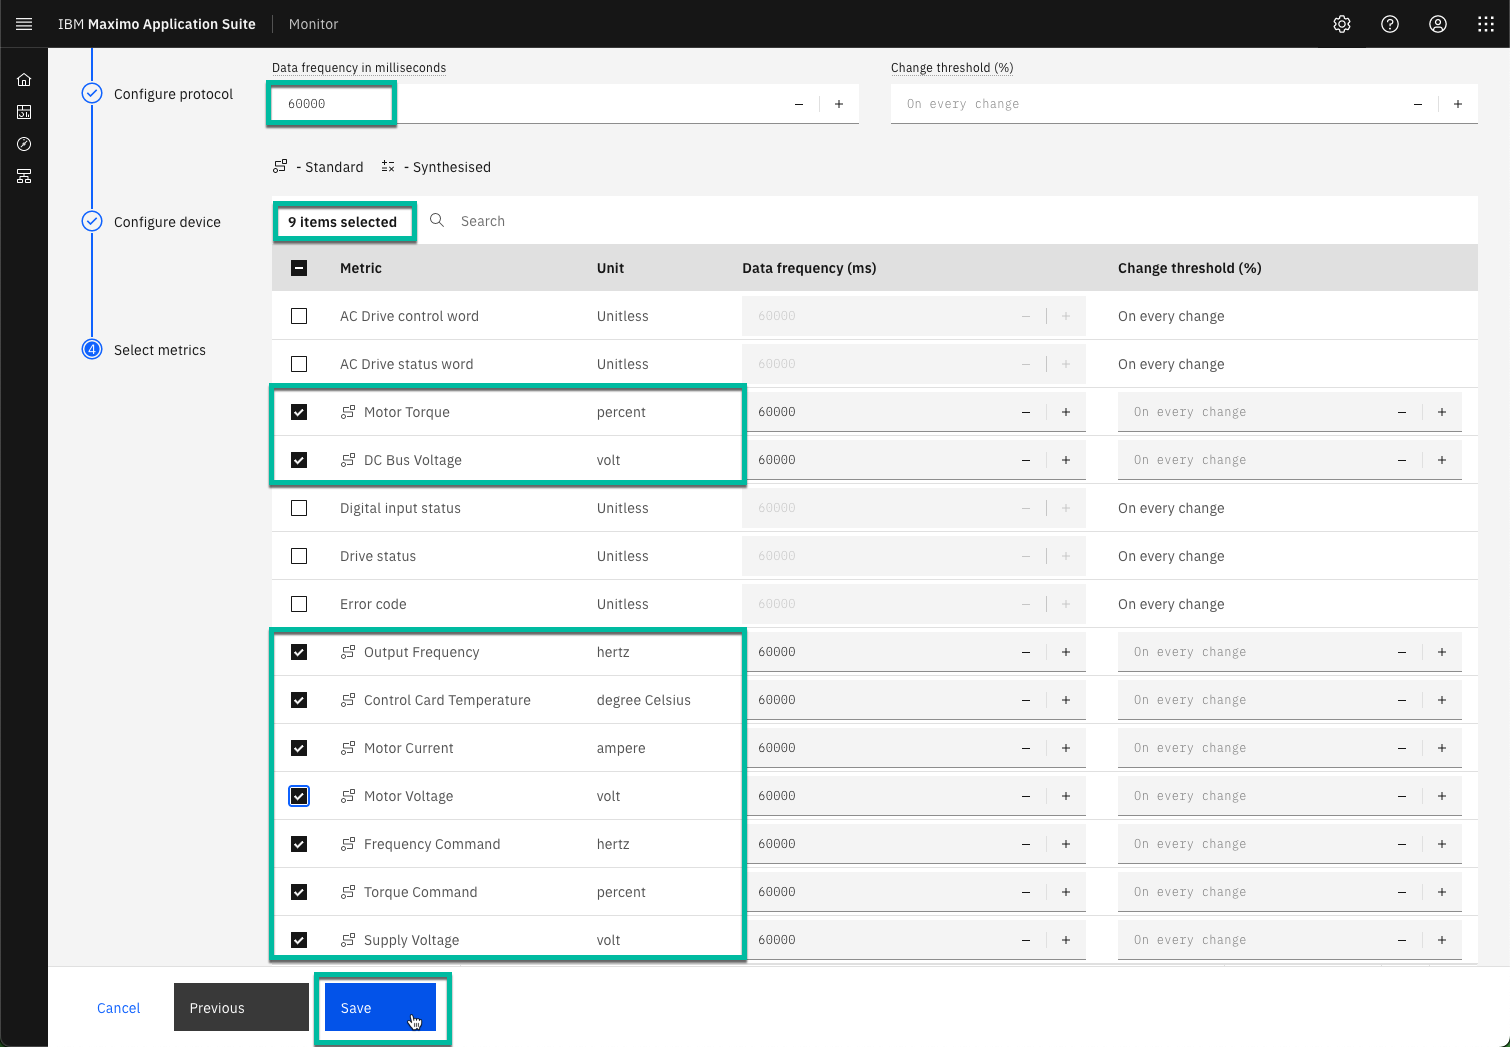 IBM Maximo Application Suite Monitor
Data frequency in milliseconds Change threshold (%)
Configure protocol 60000 On every change
- Standard - Synthesised
Configure device 9 items selected Search
Metric Unit Data frequency (ms) Change threshold (%)
AC Drive control word Unitless 60000 On every change
4 Select metrics AC Drive status word Unitless 60000 On every change
Motor Torque percent 60000 On every change
DC Bus Voltage volt 60000 On every change
Digital input status Unitless 60000 On every change
Drive status Unitless 60000 On every change
Error code Unitless 60000 On every change
Output Frequency hertz 60000 On every change
Control Card Temperature degree Celsius 60000 On every change
Motor Current ampere 60000 On every change
Motor Voltage volt 60000 On every change
Frequency Command hertz 60000 On every change
Torque Command percent 60000 On every change
Supply Voltage volt 60000 On every change
Cancel Previous Save